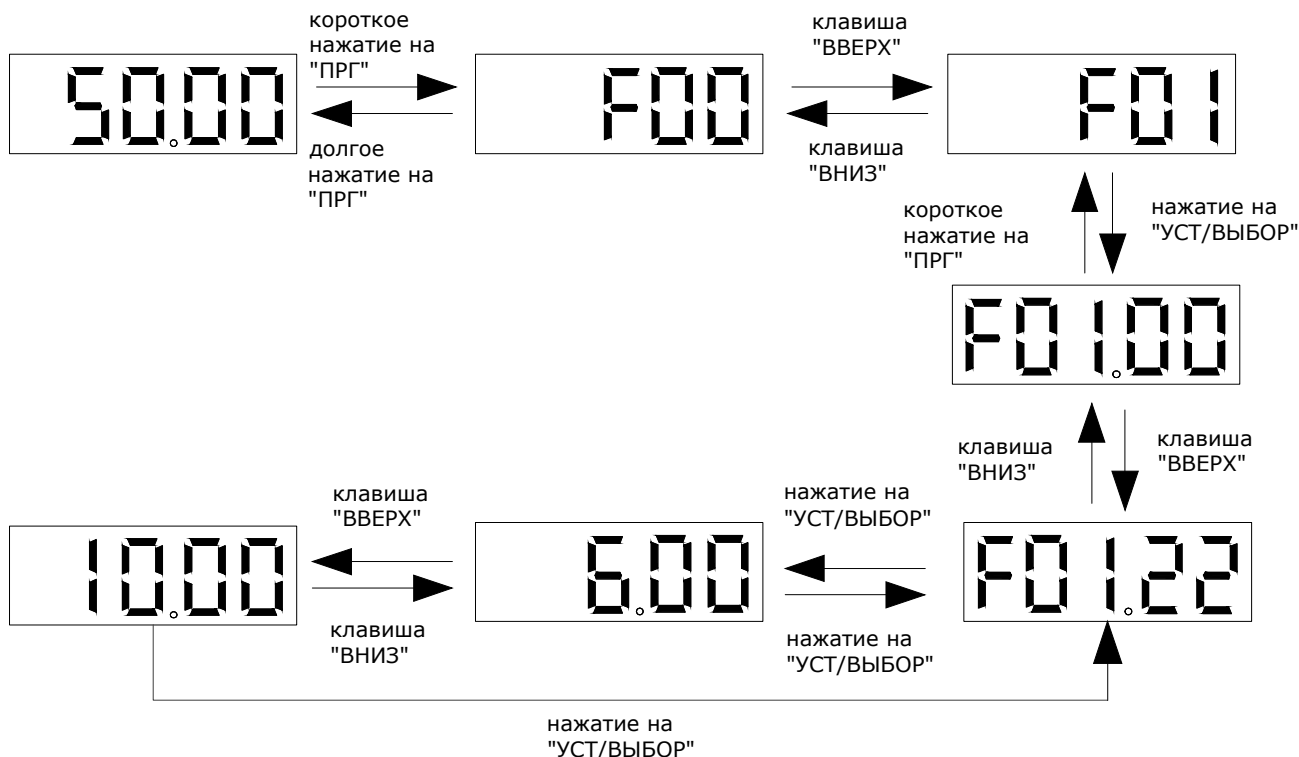 короткое
нажатие на
"ПРГ"
клавиша
"ВВЕРХ"
50.00
F00
F01
долгое
нажатие на
"ПРГ"
клавиша
"ВНИЗ"
короткое
нажатие на
"ПРГ"
нажатие на
"УСТ/ВЫБОР"
F01.00
клавиша
"ВНИЗ"
клавиша
"ВВЕРХ"
клавиша
"ВВЕРХ"
нажатие на
"УСТ/ВЫБОР"
10.00
6.00
F01.22
клавиша
"ВНИЗ"
нажатие на
"УСТ/ВЫБОР"
нажатие на
"УСТ/ВЫБОР"